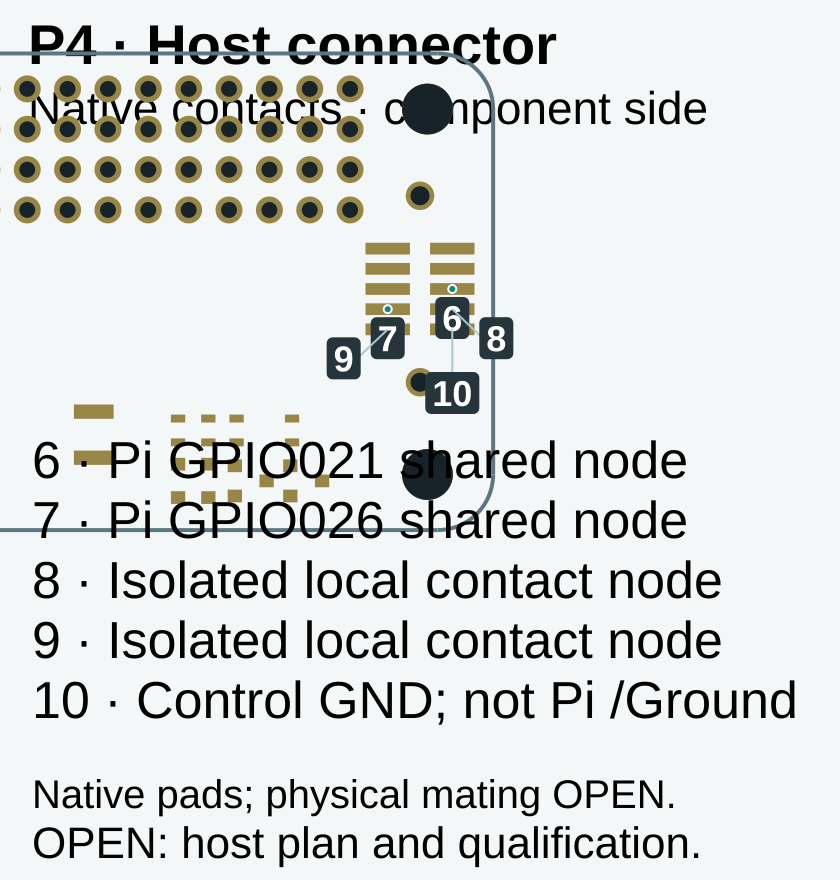 P4 · Host connector
Native contacts · component side
6
7
8
9
10
6 · Pi GPIO021 shared node
7 · Pi GPIO026 shared node
8 · Isolated local contact node
9 · Isolated local contact node
10 · Control GND; not Pi /Ground
Native pads; physical mating OPEN.
OPEN: host plan and qualification.